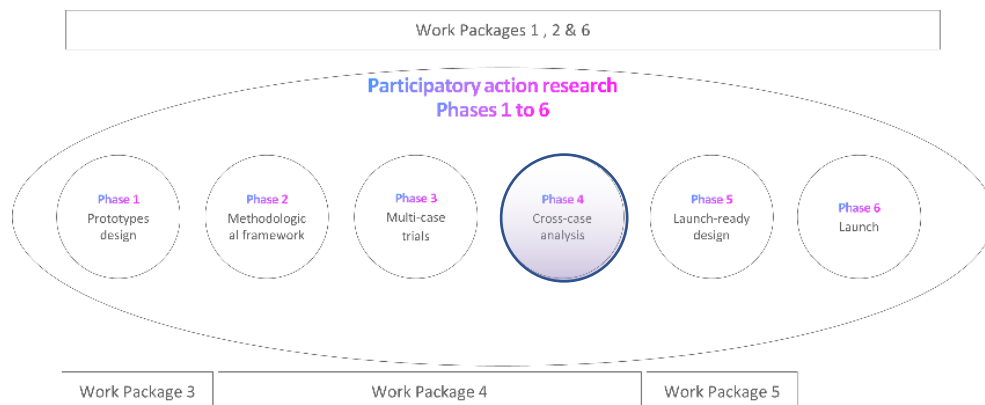 Work Packages 1 , 2 & 6
Participatory action research
Phases 1 to 6
Phase 1
Prototypes
design
Phase 2
Methodologic
al framework
Phase 3
Multi-case
trials
Phase 4
Cross-case
analysis
Phase 5
Launch-ready
design
Phase 6
Launch
Work Package 3
Work Package 4
Work Package 5